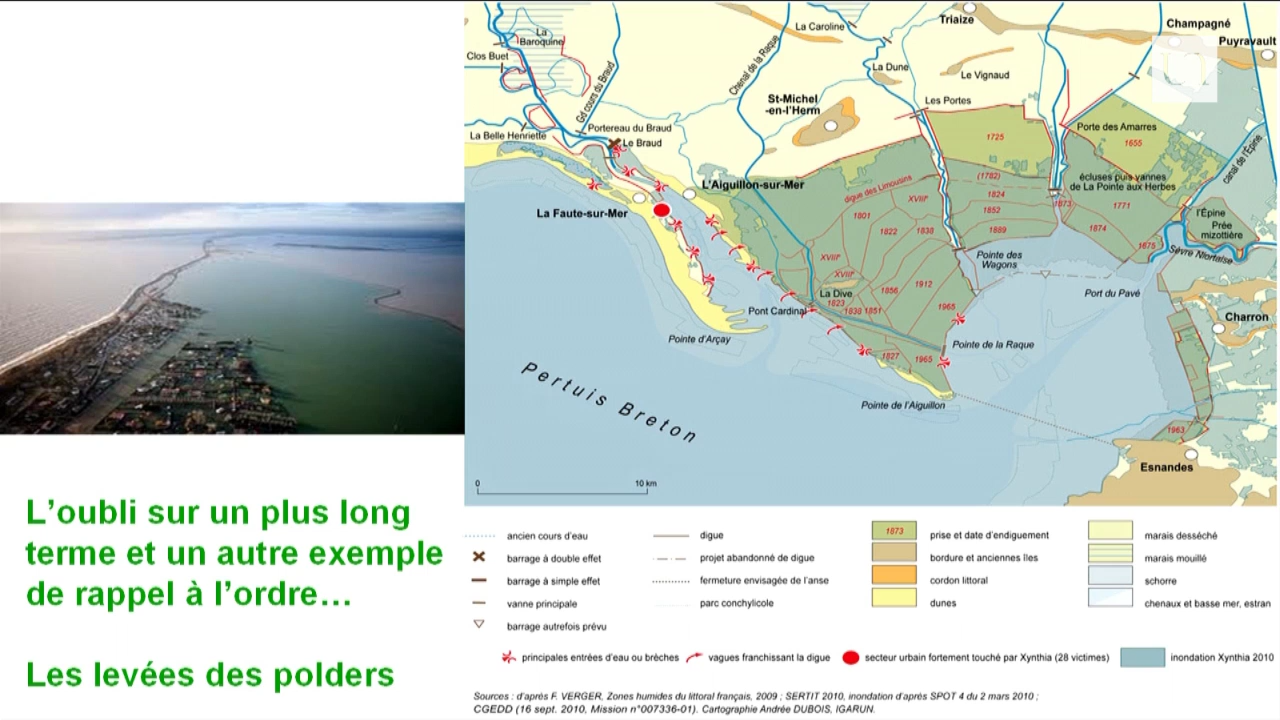 L'oubli sur un plus long
terme et un autre exemple
de rappel à l'ordre…
Les levées des polders
La
Baroquine
Clos Buet
La Belle Henriette
Gd cours du Braud
Portereau du Braud
Le Braud
La Faute-sur-Mer
L'Aiguillon-sur-Mer
Chenal de la Raque
La Caroline
Triaize
Champagné
Puyravault
La Dune
Le Vignaud
St-Michel
-en-l'Herm
Les Portes
Porte des Amarres
1725
1655
canal de l'Épine
écluses puis vannes
de La Pointe aux Herbes
(1782)
1824
1852
1889
1873
1771
1874
1875
l'Épine
Prée
mizottière
Sèvre Niortaise
digue des Limousins
XVIIIe
1801
1822
1838
XVIIIe
XVIIIe
1912
1856
La Dive
1823
1838
1851
1965
Pointe des
Wagons
Port du Pavé
Charron
Pont Cardinal
Pointe d'Arçay
1827
1965
Pointe de la Raque
Pointe de l'Aiguillon
Pertuis Breton
1963
Esnandes
0
10 km
ancien cours d'eau
barrage à double effet
barrage à simple effet
vanne principale
barrage autrefois prévu
digue
projet abandonné de digue
fermeture envisagée de l'anse
parc conchylicole
1873
prise et date d'endiguement
bordure et anciennes îles
cordon littoral
dunes
marais desséché
marais mouillé
schorre
chenaux et basse mer, estran
principales entrées d'eau ou brèches
vagues franchissant la digue
secteur urbain fortement touché par Xynthia (28 victimes)
inondation Xynthia 2010
Sources : d'après F. VERGER, Zones humides du littoral français, 2009 ; SERTIT 2010, inondation d'après SPOT 4 du 2 mars 2010 ;
CGEDD (16 sept. 2010, Mission n°007336-01). Cartographie Andrée DUBOIS, IGARUN.